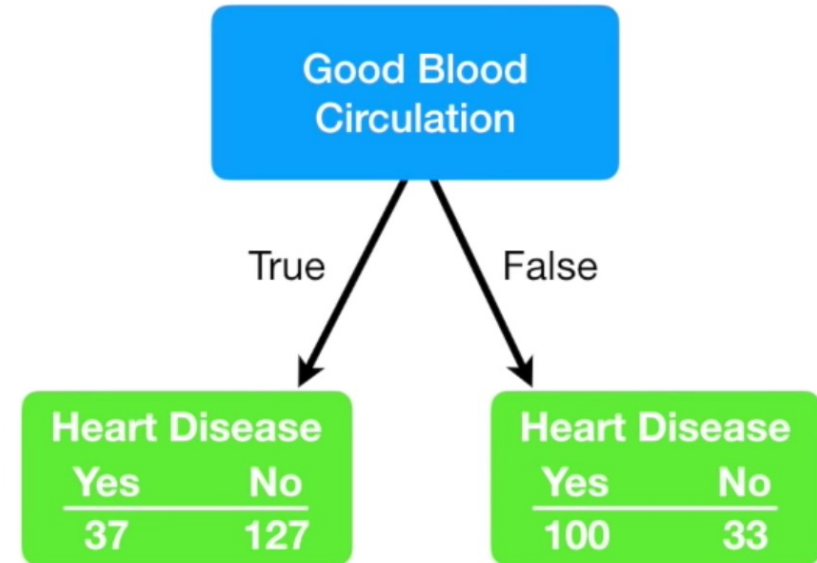 Good Blood
Circulation
True
False
Heart Disease
Yes No
37 127
Heart Disease
Yes No
100 33